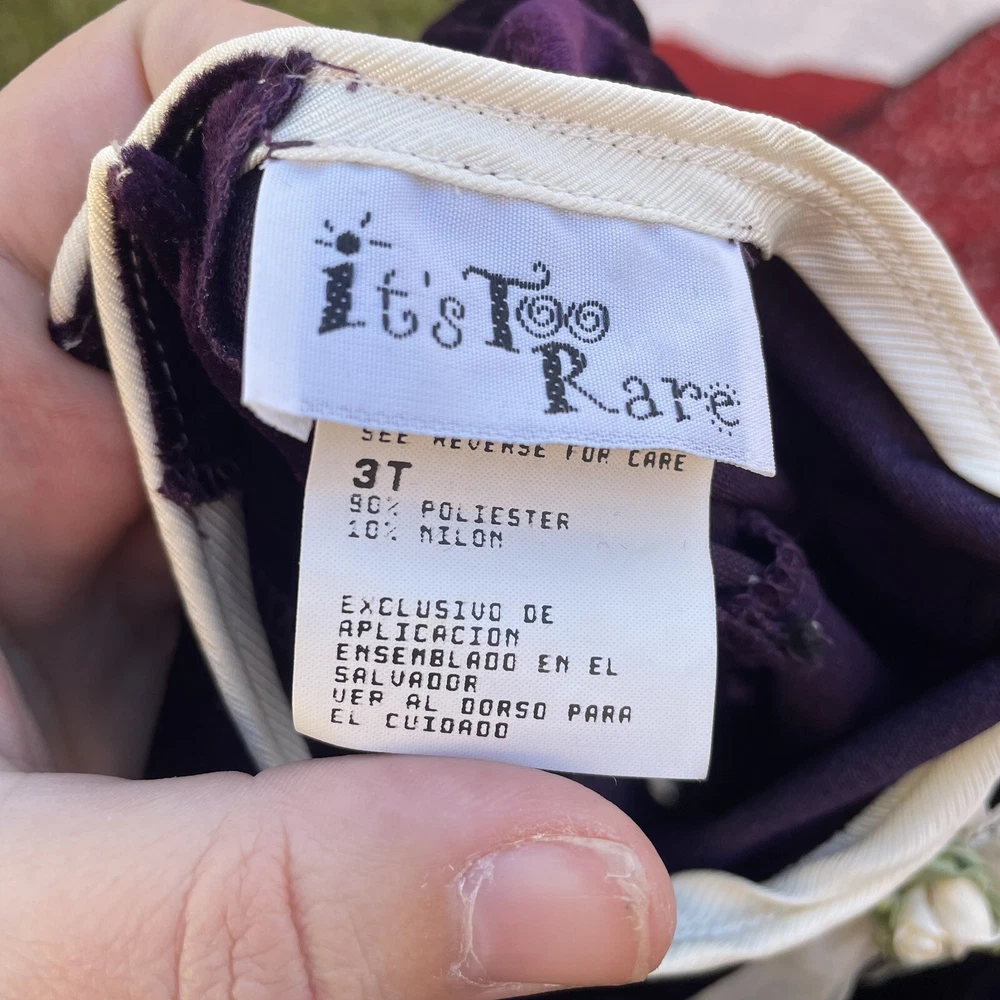 it's Too
Rare
SEE REVERSE FOR CARE
3T
90% POLIESTER
10% NILON
EXCLUSIVO DE
APLICACION
ENSEMBLADO EN EL
SALVADOR
VER AL DORSO PARA
EL CUIDADO